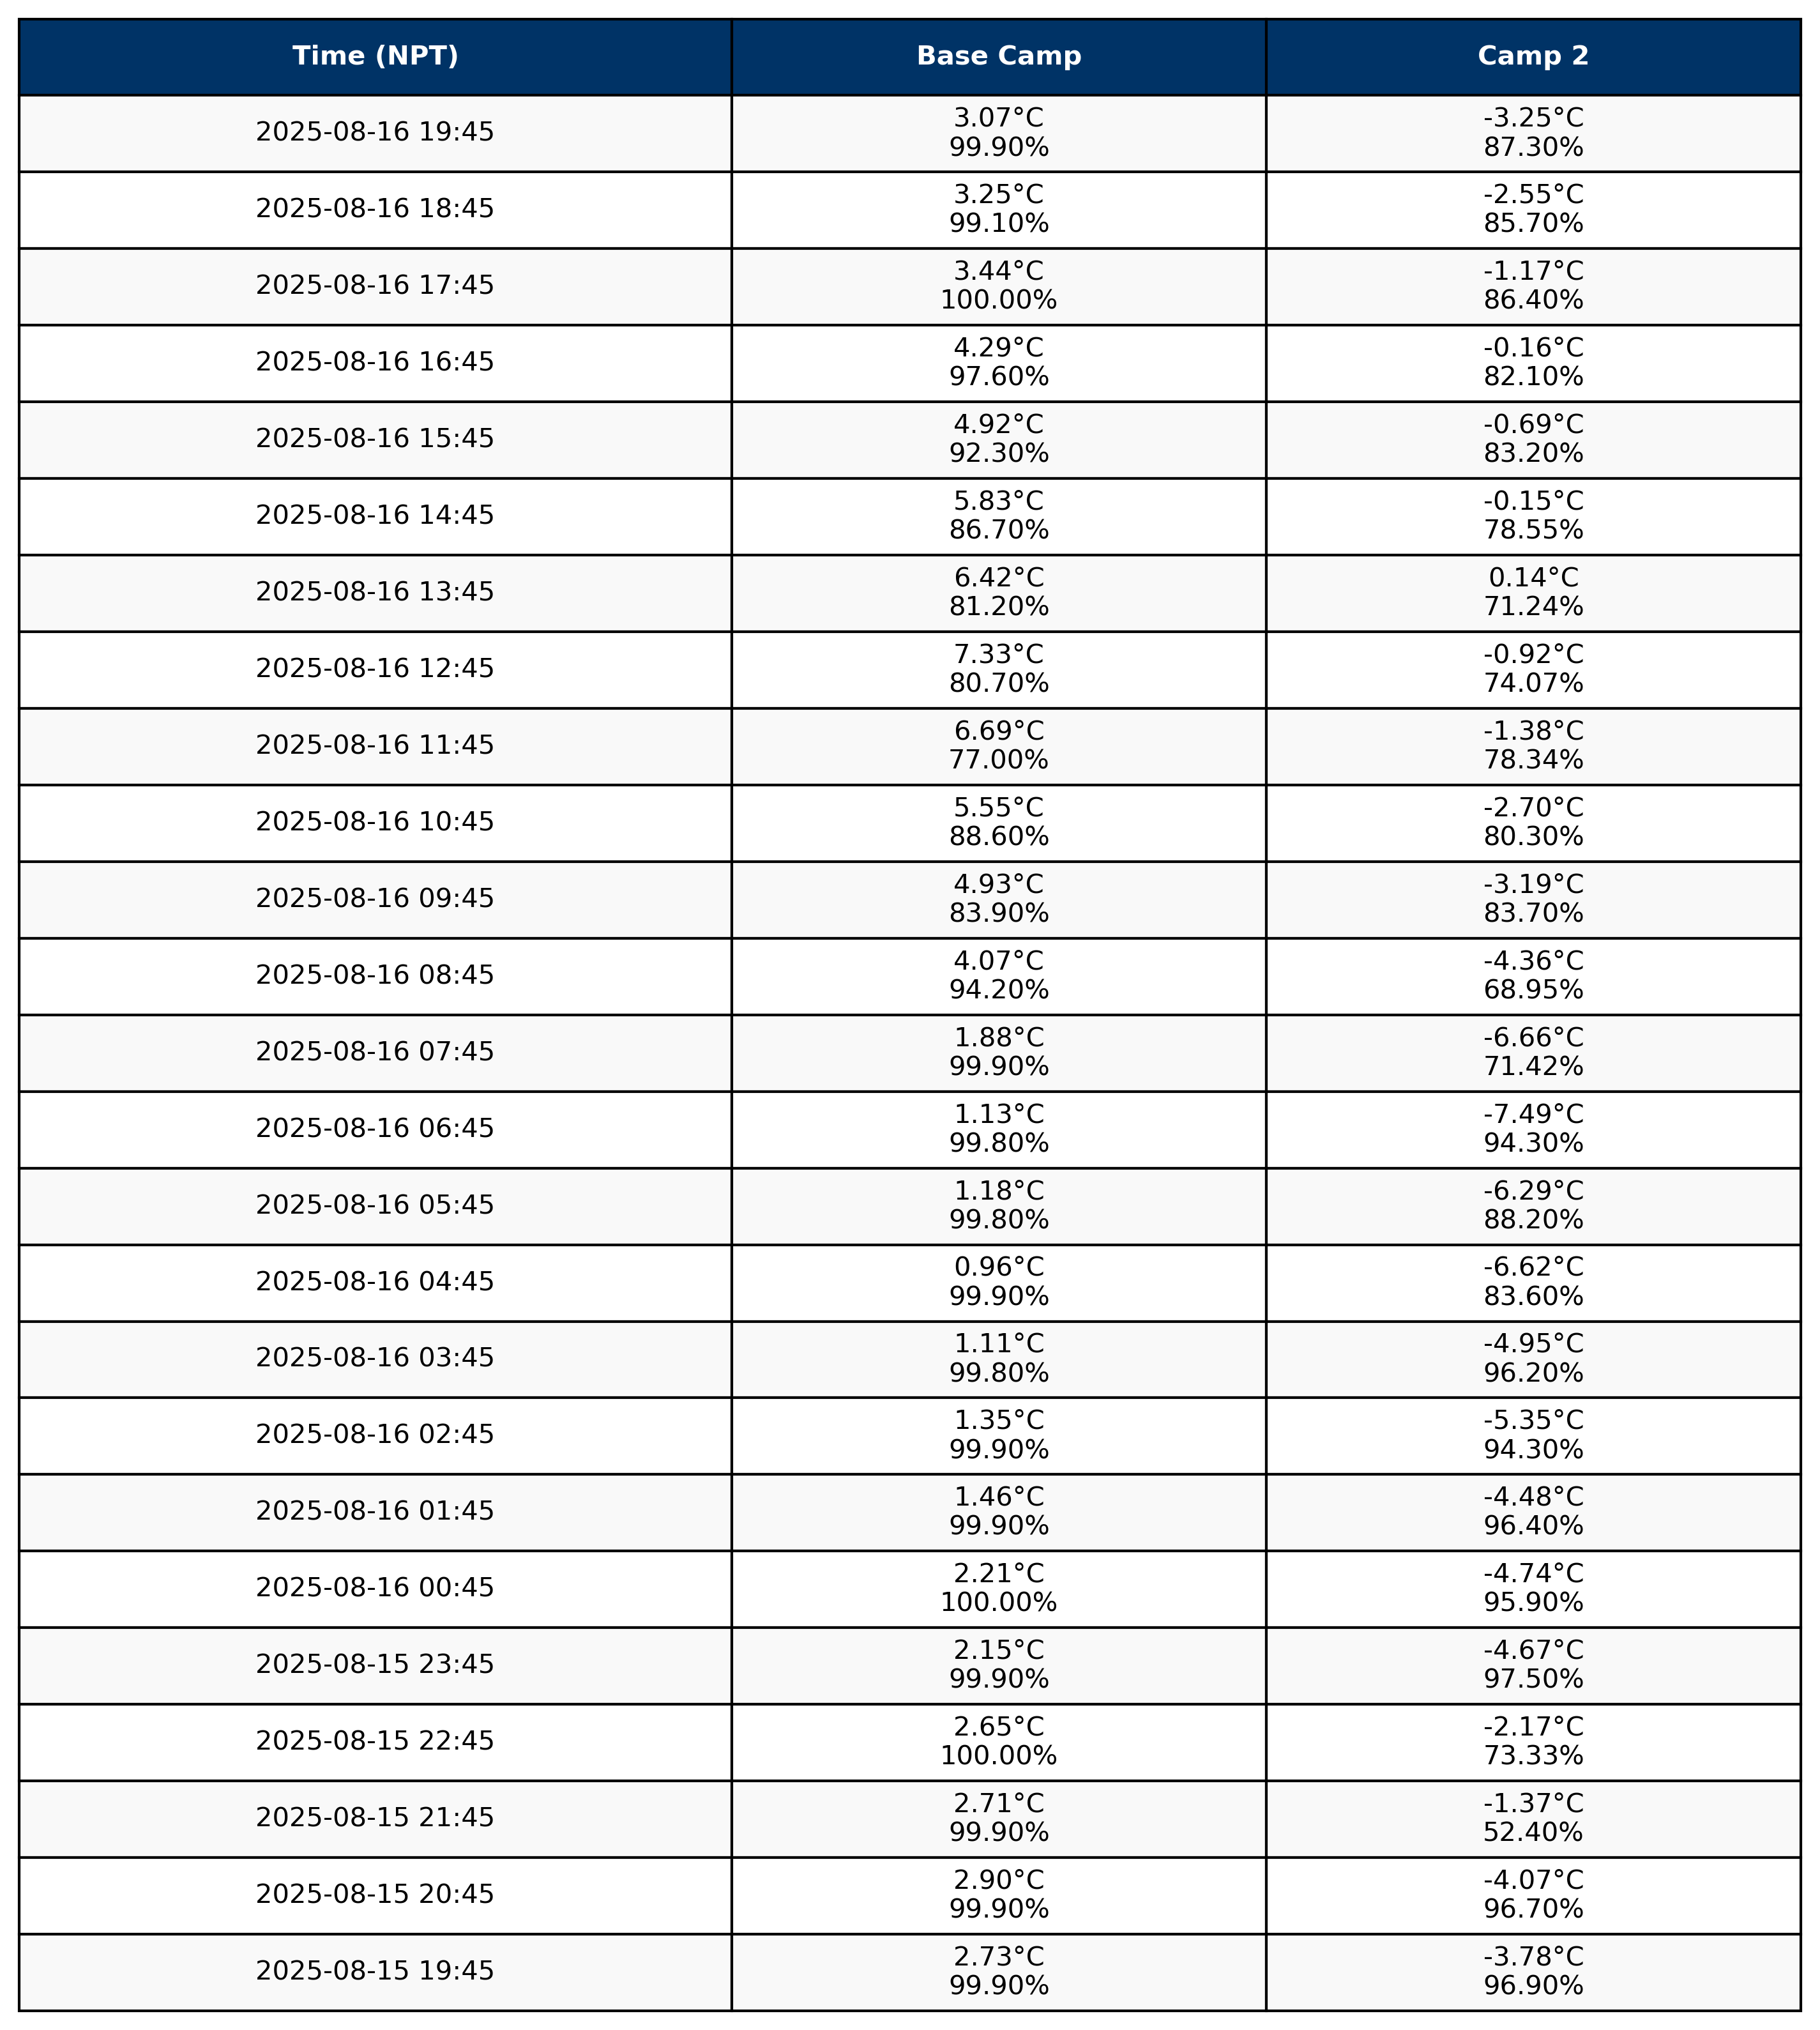 Time (NPT) Base Camp Camp 2
2025-08-16 19:45 3.07°C -3.25°C
99.90% 87.30%
2025-08-16 18:45 3.25°C -2.55°C
99.10% 85.70%
2025-08-16 17:45 3.44°C -1.17°C
100.00% 86.40%
2025-08-16 16:45 4.29°C -0.16°C
97.60% 82.10%
2025-08-16 15:45 4.92°C -0.69°C
92.30% 83.20%
2025-08-16 14:45 5.83°C -0.15°C
86.70% 78.55%
2025-08-16 13:45 6.42°C 0.14°C
81.20% 71.24%
2025-08-16 12:45 7.33°C -0.92°C
80.70% 74.07%
2025-08-16 11:45 6.69°C -1.38°C
77.00% 78.34%
2025-08-16 10:45 5.55°C -2.70°C
88.60% 80.30%
2025-08-16 09:45 4.93°C -3.19°C
83.90% 83.70%
2025-08-16 08:45 4.07°C -4.36°C
94.20% 68.95%
2025-08-16 07:45 1.88°C -6.66°C
99.90% 71.42%
2025-08-16 06:45 1.13°C -7.49°C
99.80% 94.30%
2025-08-16 05:45 1.18°C -6.29°C
99.80% 88.20%
2025-08-16 04:45 0.96°C -6.62°C
99.90% 83.60%
2025-08-16 03:45 1.11°C -4.95°C
99.80% 96.20%
2025-08-16 02:45 1.35°C -5.35°C
99.90% 94.30%
2025-08-16 01:45 1.46°C -4.48°C
99.90% 96.40%
2025-08-16 00:45 2.21°C -4.74°C
100.00% 95.90%
2025-08-15 23:45 2.15°C -4.67°C
99.90% 97.50%
2025-08-15 22:45 2.65°C -2.17°C
100.00% 73.33%
2025-08-15 21:45 2.71°C -1.37°C
99.90% 52.40%
2025-08-15 20:45 2.90°C -4.07°C
99.90% 96.70%
2025-08-15 19:45 2.73°C -3.78°C
99.90% 96.90%